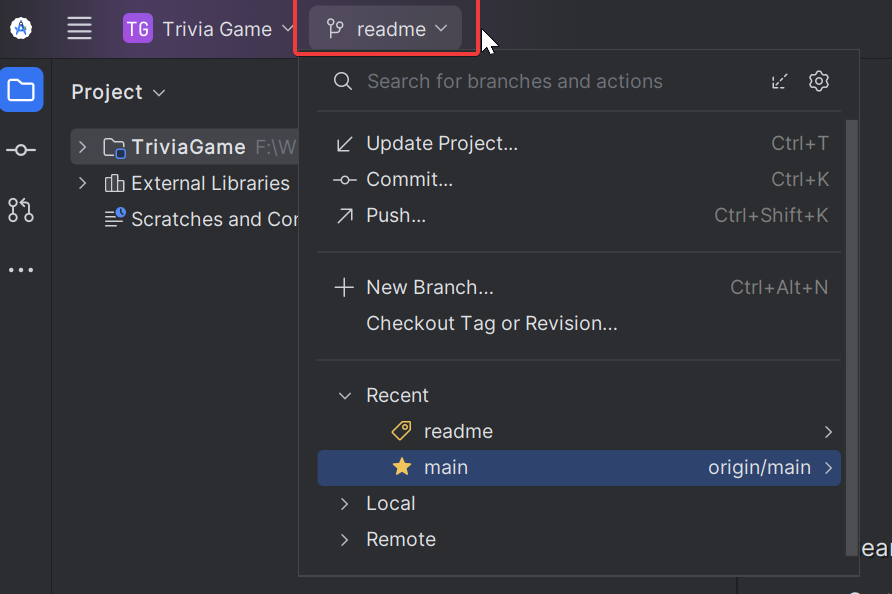 TG Trivia Game readme
Search for branches and actions
Project
TriviaGame F:\W
External Libraries
Scratches and Con
Update Project... Ctrl+T
Commit... Ctrl+K
Push... Ctrl+Shift+K
New Branch... Ctrl+Alt+N
Checkout Tag or Revision...
Recent
readme
main origin/main
Local
Remote